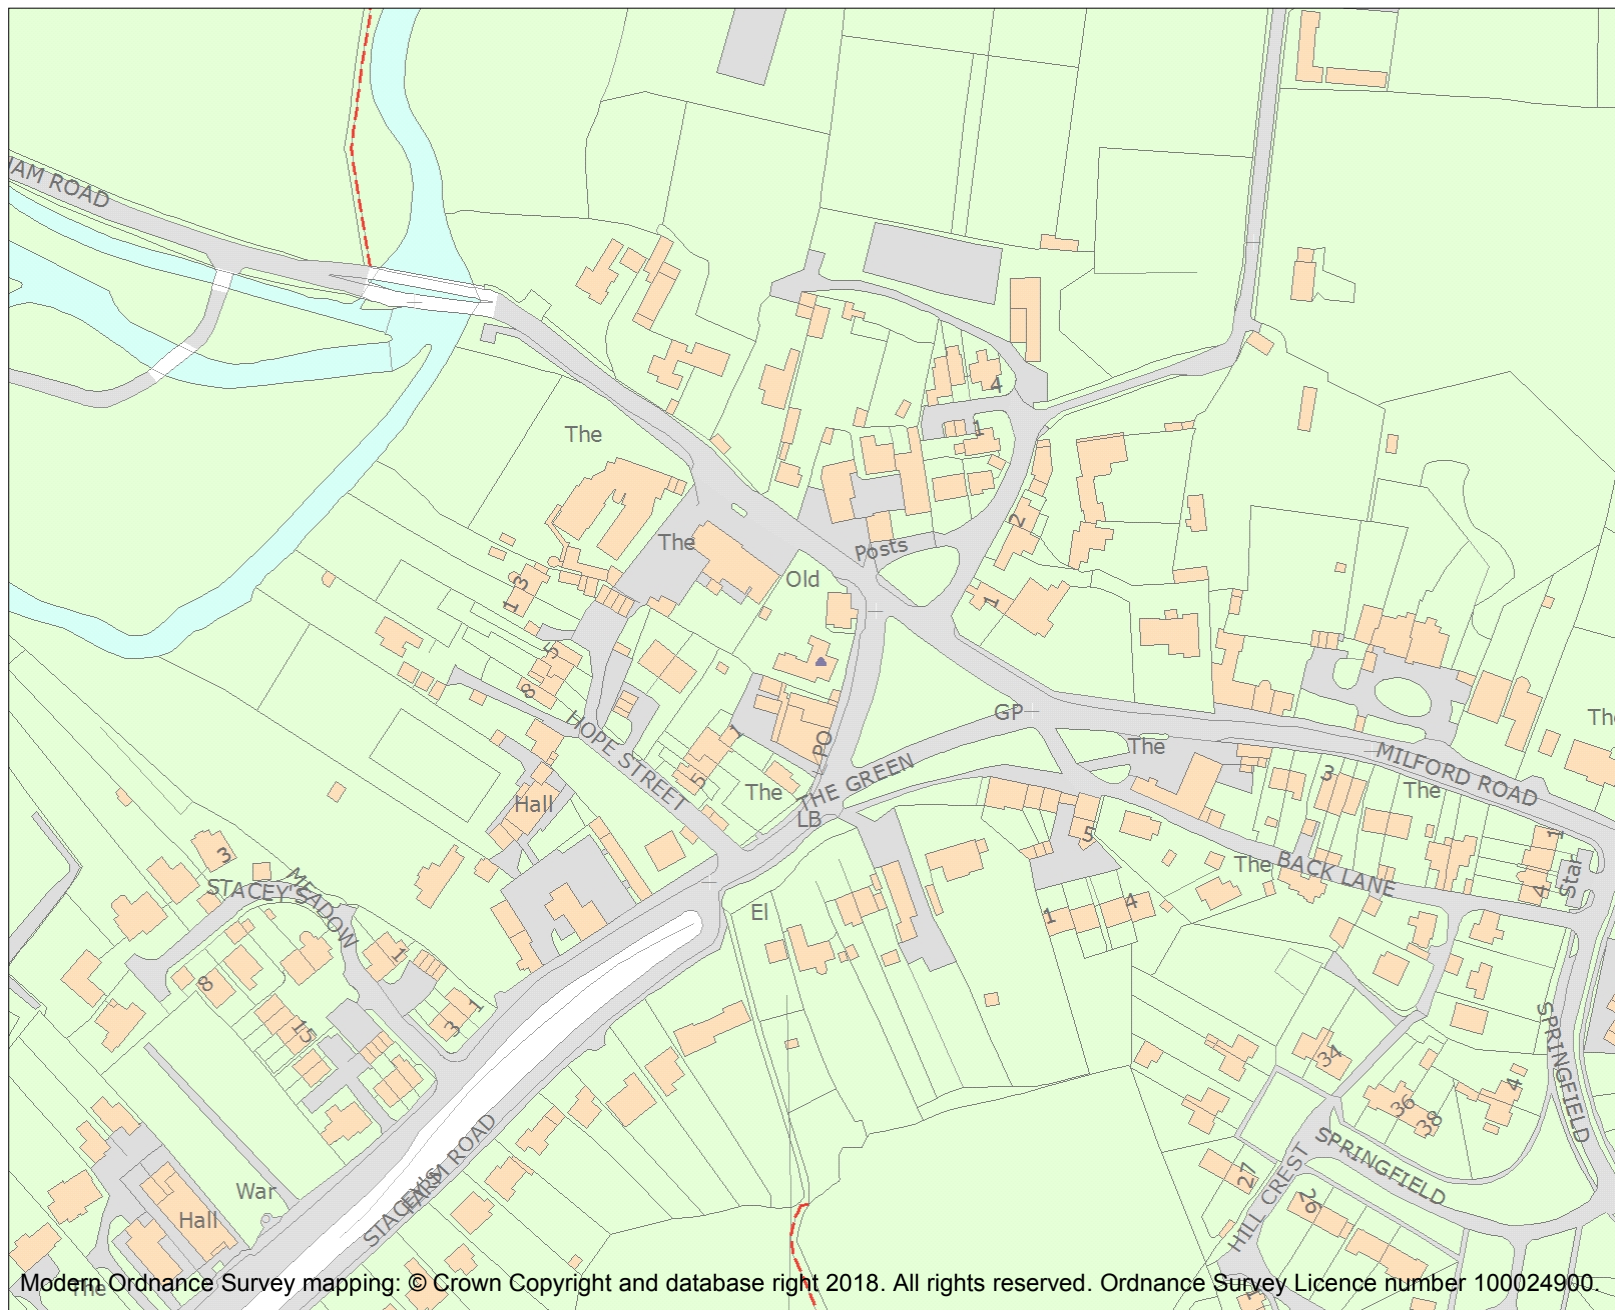 HAM ROAD
The
4
1
The
Posts
2
3
1
Old
1
5
8
GP
1
PO
HOPE STREET
THE GREEN
The
MILFORD ROAD
The
3
The
5
The
LB
Hall
5
1
The
BACK LANE
4
Star
3
MEADOW
STACEY'S
El
1
4
1
8
15
3
1
SPRINGFIELD
34
36
38
4
STACEY'S
FARM ROAD
War
Hall
SPRINGFIELD
27
26
HILL CREST
The
1
Modern Ordnance Survey mapping: © Crown Copyright and database right 2018. All rights reserved. Ordnance Survey Licence number 100024900.